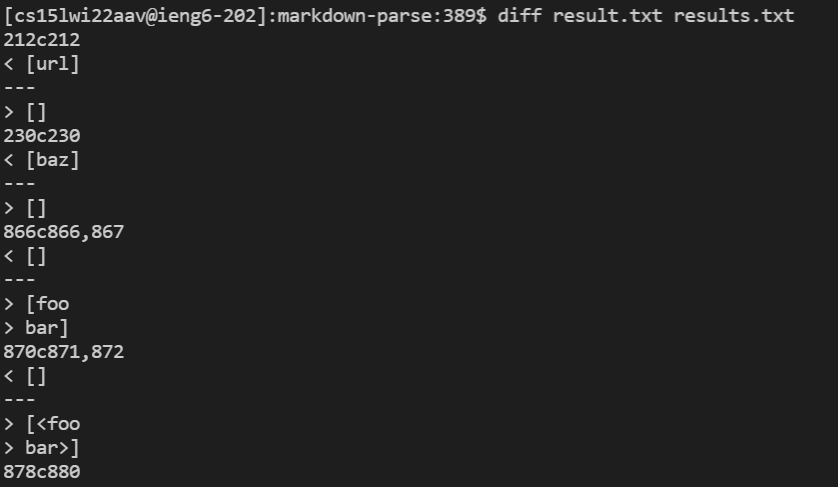 [cs15lwi22aav@ieng6-202]:markdown-parse:389$ diff result.txt results.txt
212c212
< [url]
---
> []
230c230
< [baz]
---
> []
866c866,867
< []
---
> [foo
> bar]
870c871,872
< []
---
> [<foo
> bar>]
878c880